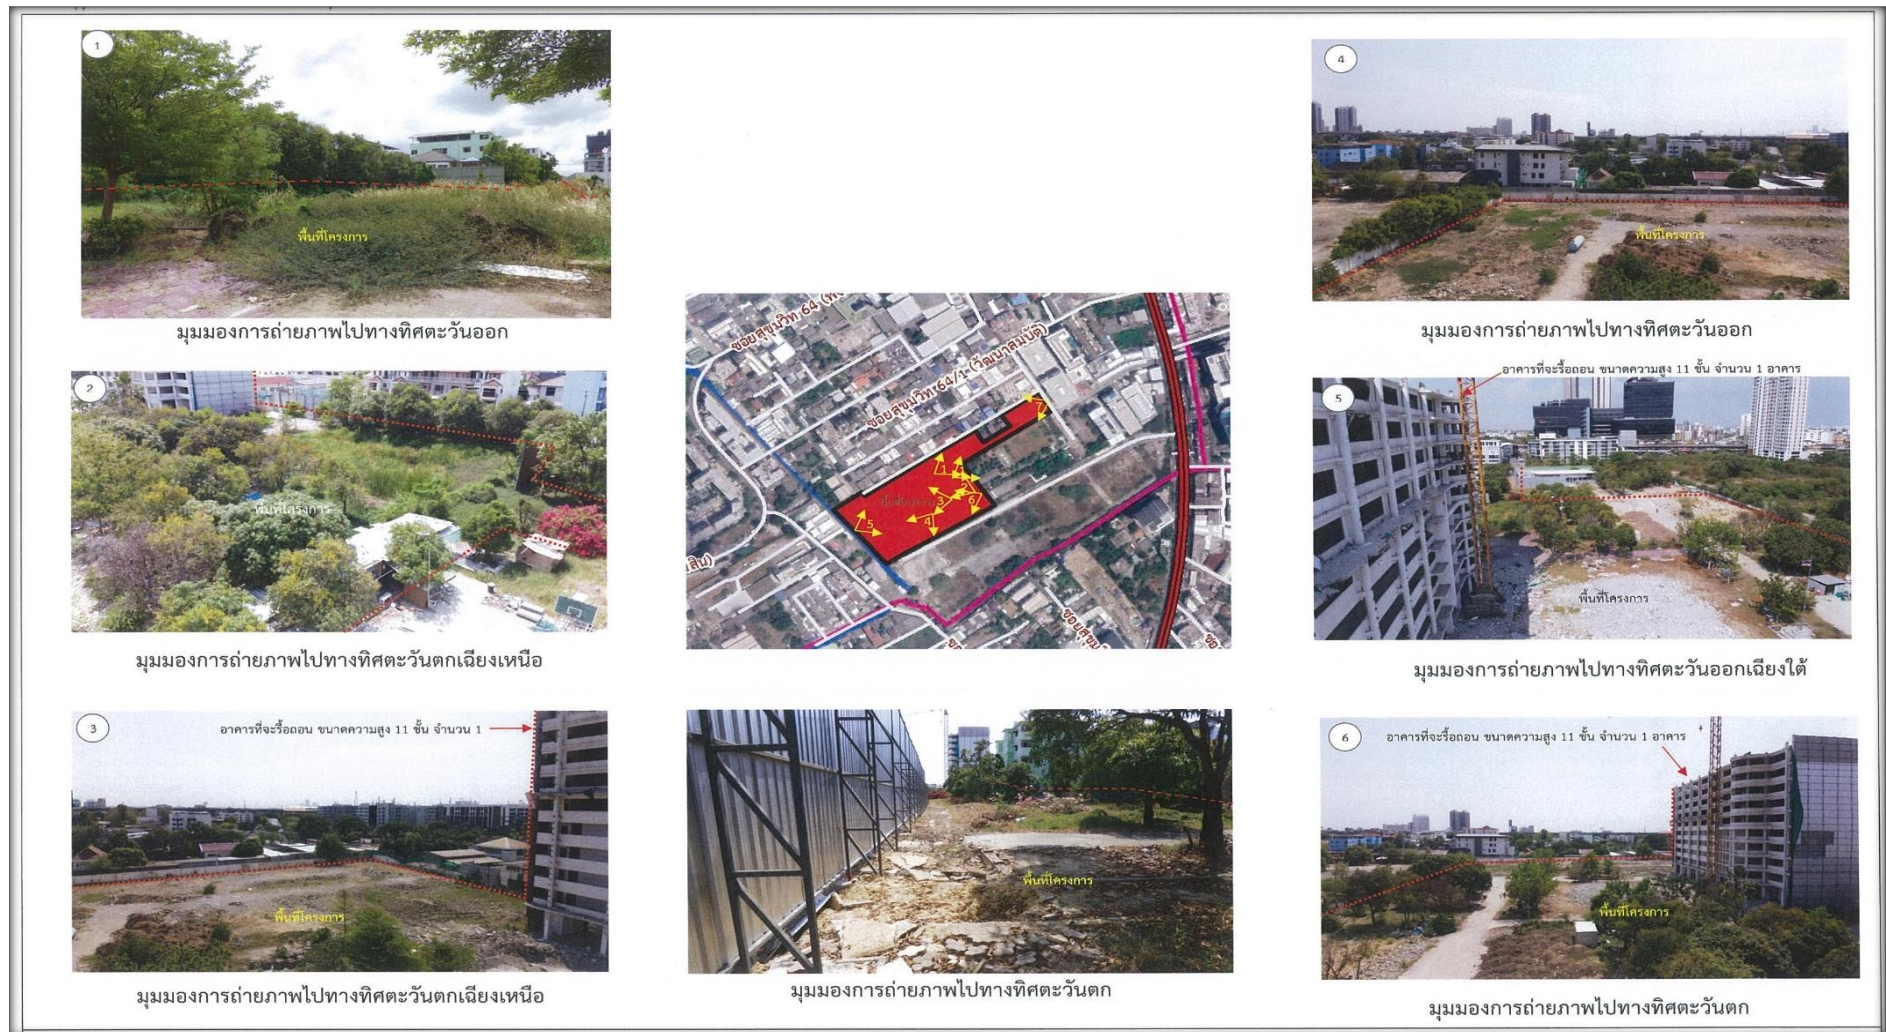 1
พื้นที่โครงการ
มุมมองการถ่ายภาพไปทางทิศตะวันออก
2
พื้นที่โครงการ
มุมมองการถ่ายภาพไปทางทิศตะวันตกเฉียงเหนือ
3
อาคารที่จะรื้อถอน ขนาดความสูง 11 ชั้น จำนวน 1
พื้นที่โครงการ
มุมมองการถ่ายภาพไปทางทิศตะวันตกเฉียงเหนือ
ซอยสุขุมวิท 64
ซอยสุขุมวิท 64/1 (วัฒนาสมบัติ)
7
1
2
3
6
4
5
พื้นที่โครงการ
มุมมองการถ่ายภาพไปทางทิศตะวันตก
4
พื้นที่โครงการ
มุมมองการถ่ายภาพไปทางทิศตะวันออก
อาคารที่จะรื้อถอน ขนาดความสูง 11 ชั้น จำนวน 1 อาคาร
5
พื้นที่โครงการ
มุมมองการถ่ายภาพไปทางทิศตะวันออกเฉียงใต้
6
อาคารที่จะรื้อถอน ขนาดความสูง 11 ชั้น จำนวน 1 อาคาร
พื้นที่โครงการ
มุมมองการถ่ายภาพไปทางทิศตะวันตก